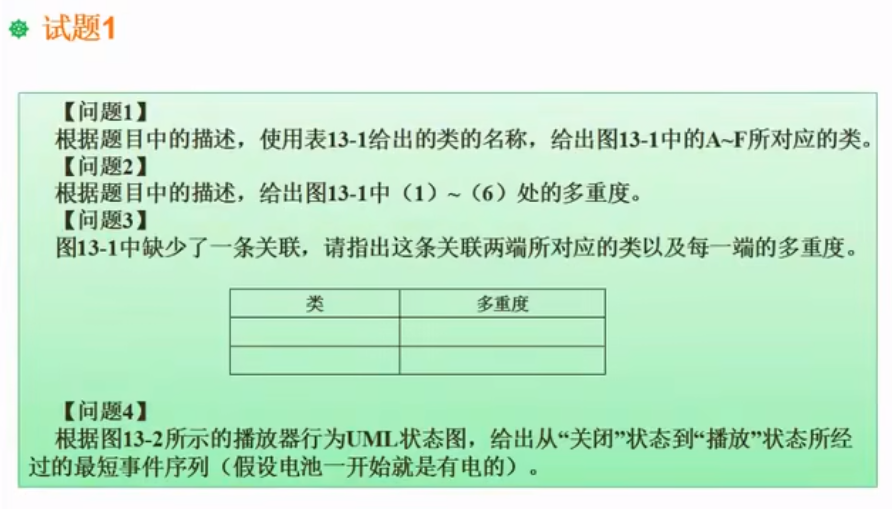 试题1
【问题1】
根据题目中的描述，使用表13-1给出的类的名称，给出图13-1中的A~F所对应的类。
【问题2】
根据题目中的描述，给出图13-1中（1）~（6）处的多重度。
【问题3】
图13-1中缺少了一条关联，请指出这条关联两端所对应的类以及每一端的多重度。
类 多重度
【问题4】
根据图13-2所示的播放器行为UML状态图，给出从“关闭”状态到“播放”状态所经
过的最短事件序列（假设电池一开始就是有电的）。